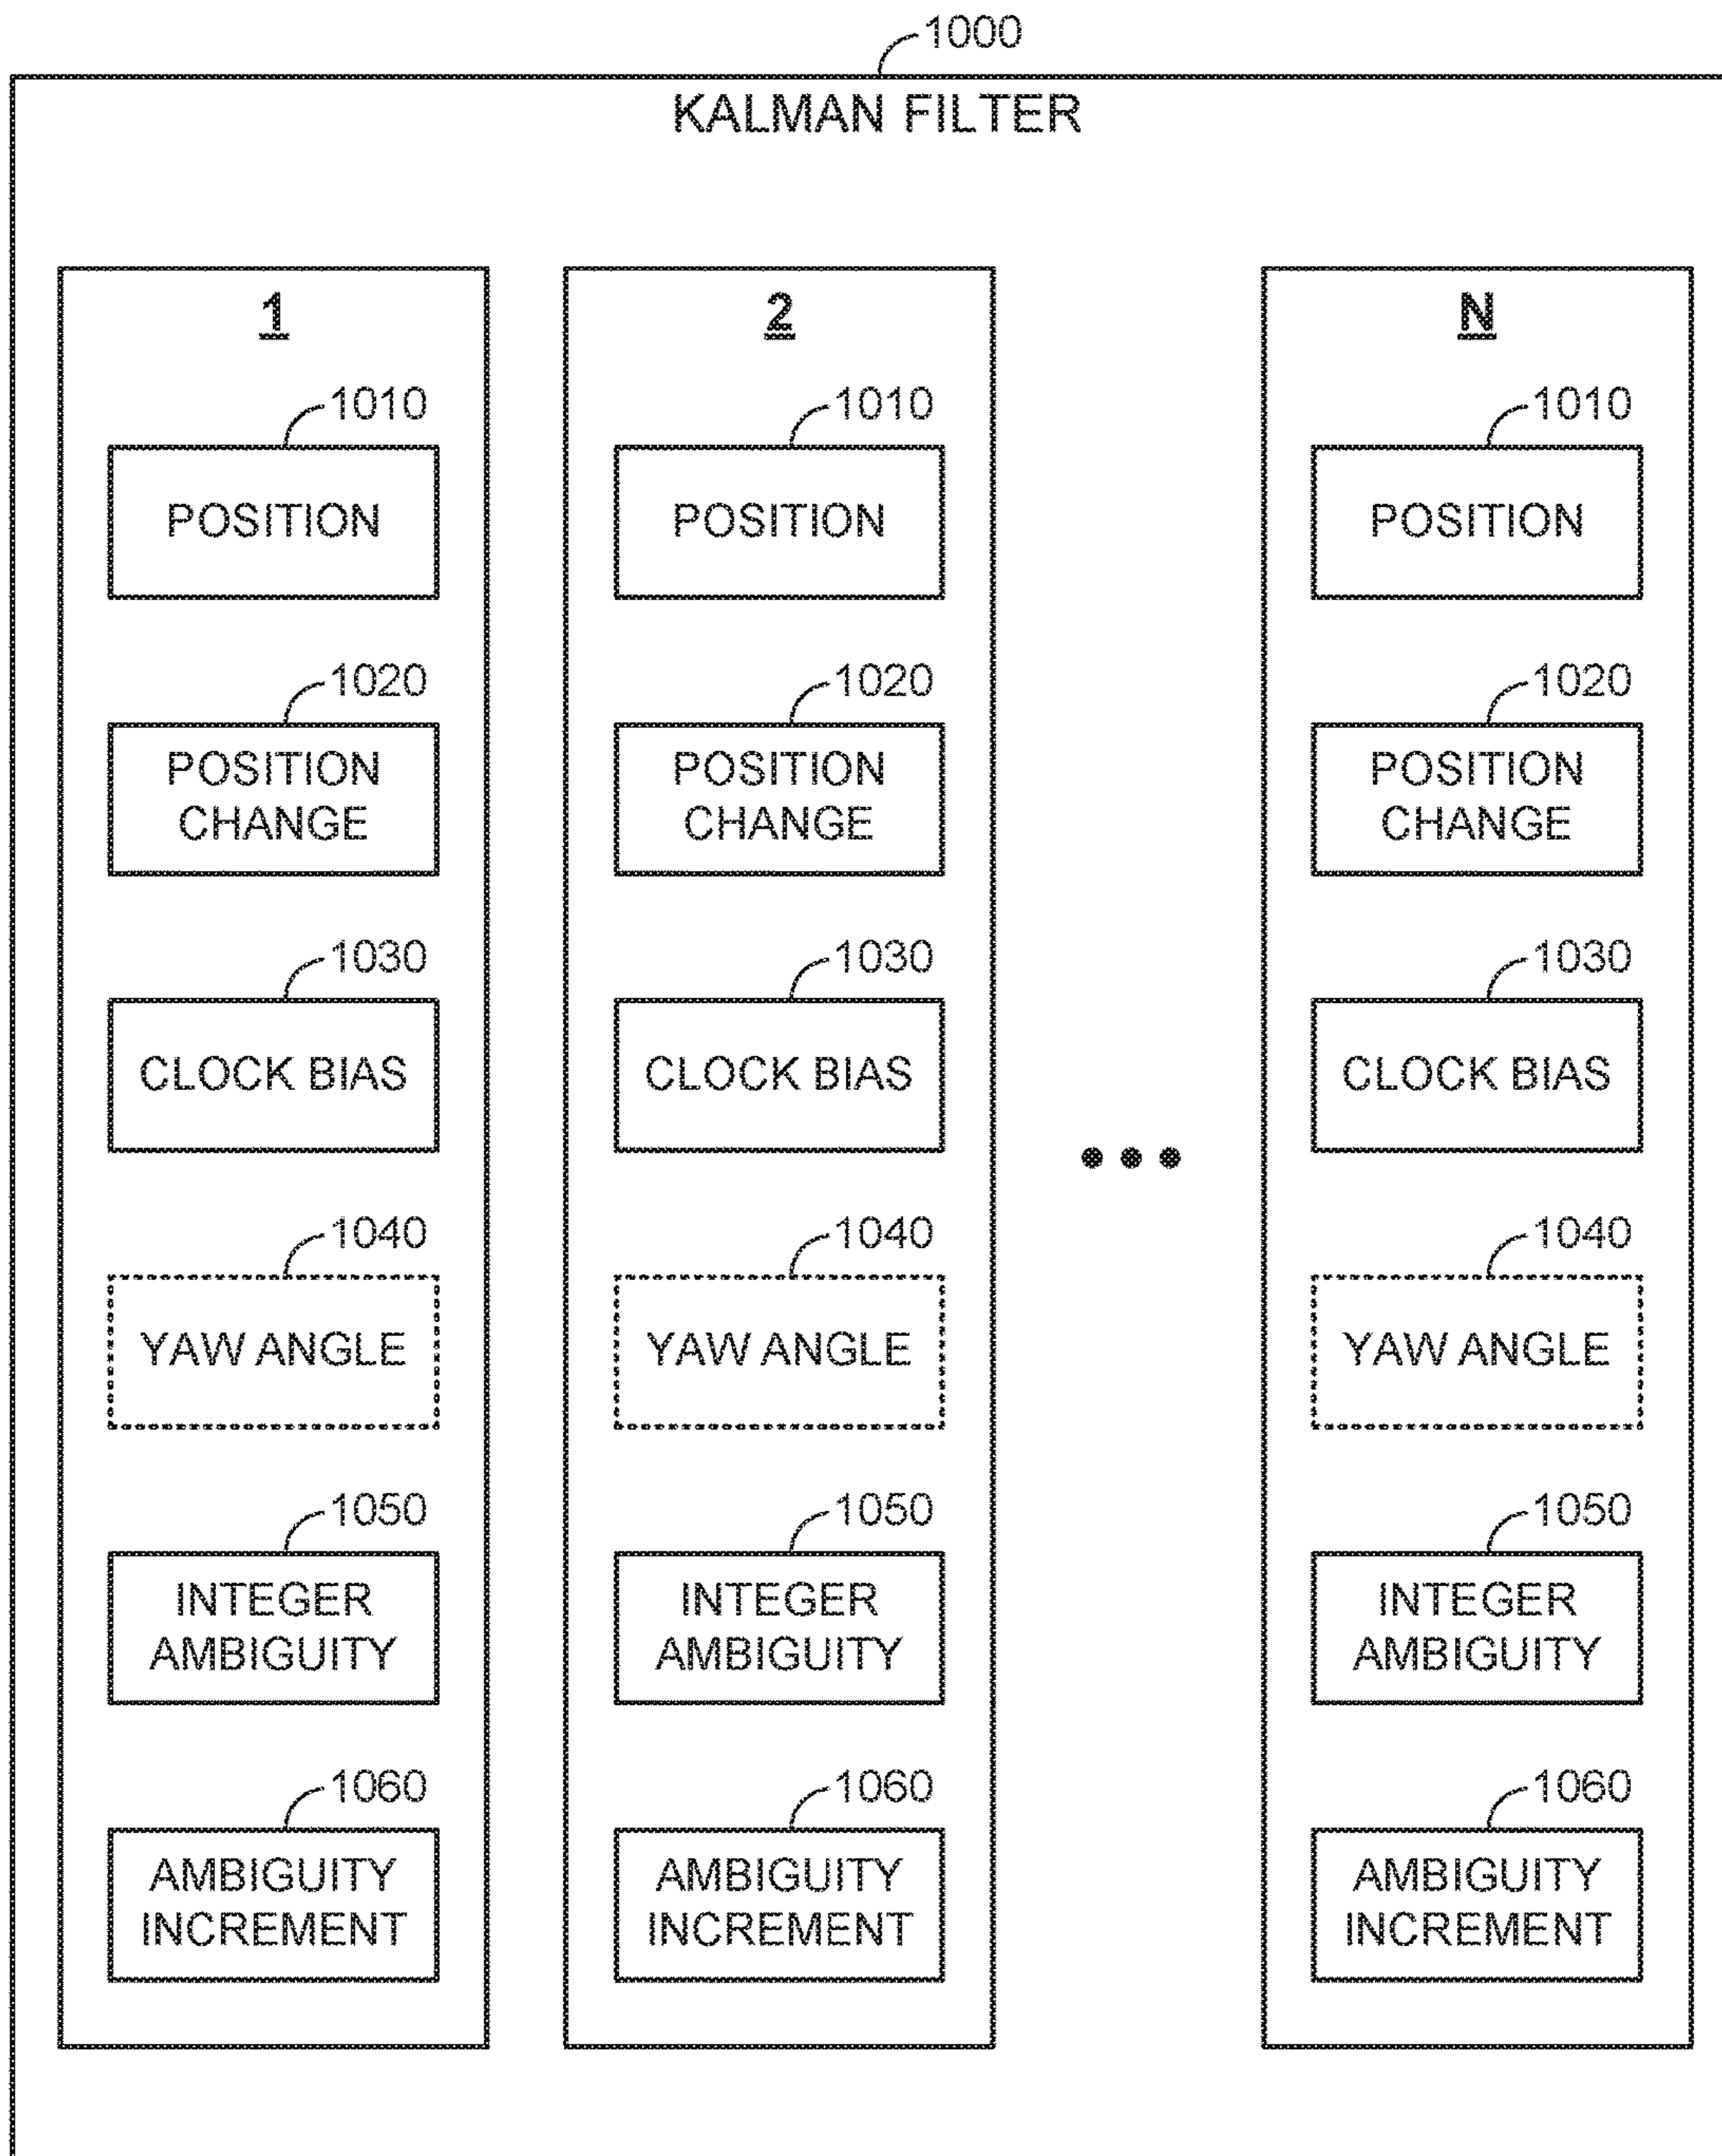 1000
KALMAN FILTER
1
1010
POSITION
1020
POSITION
CHANGE
1030
CLOCK BIAS
1040
YAW ANGLE
1050
INTEGER
AMBIGUITY
1060
AMBIGUITY
INCREMENT
2
1010
POSITION
1020
POSITION
CHANGE
1030
CLOCK BIAS
1040
YAW ANGLE
1050
INTEGER
AMBIGUITY
1060
AMBIGUITY
INCREMENT
•••
N
1010
POSITION
1020
POSITION
CHANGE
1030
CLOCK BIAS
1040
YAW ANGLE
1050
INTEGER
AMBIGUITY
1060
AMBIGUITY
INCREMENT